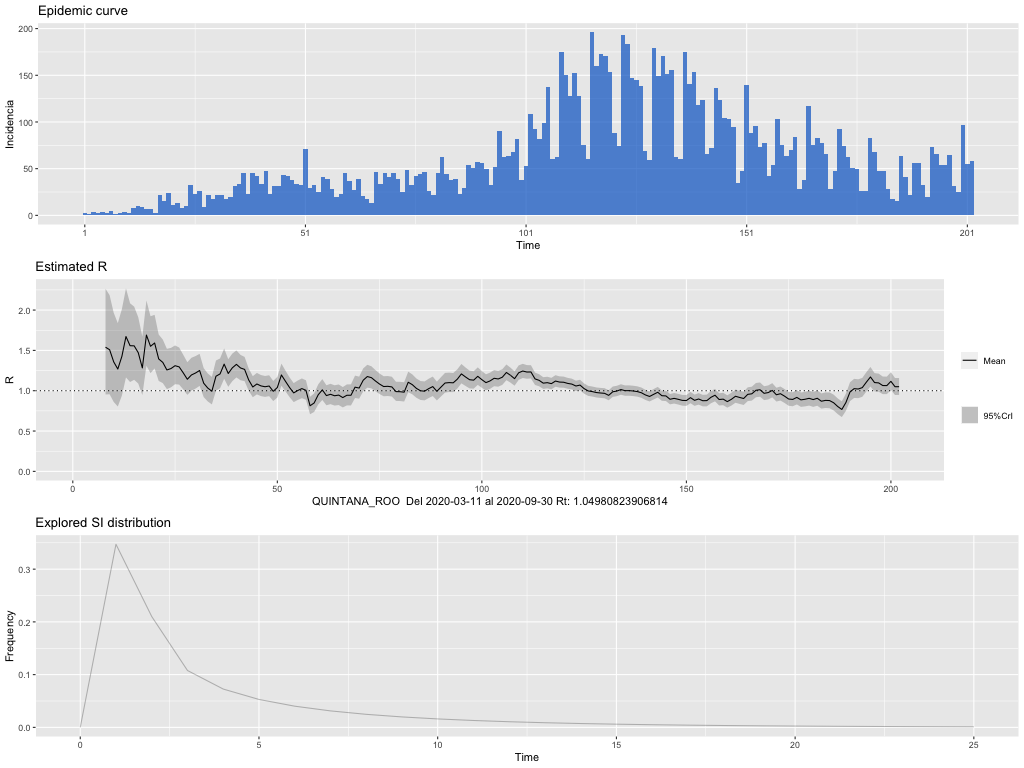 Epidemic curve
200
150
100
50
0
Incidencia
1 51 101 151 201
Time
Estimated R
2.0
1.5
1.0
0.5
0.0
R
0 50 100 150 200
QUINTANA_ROO Del 2020-03-11 al 2020-09-30 Rt: 1.04980823906814
Mean
95%CrI
Explored SI distribution
0.3
0.2
0.1
0.0
Frequency
0 5 10 15 20 25
Time